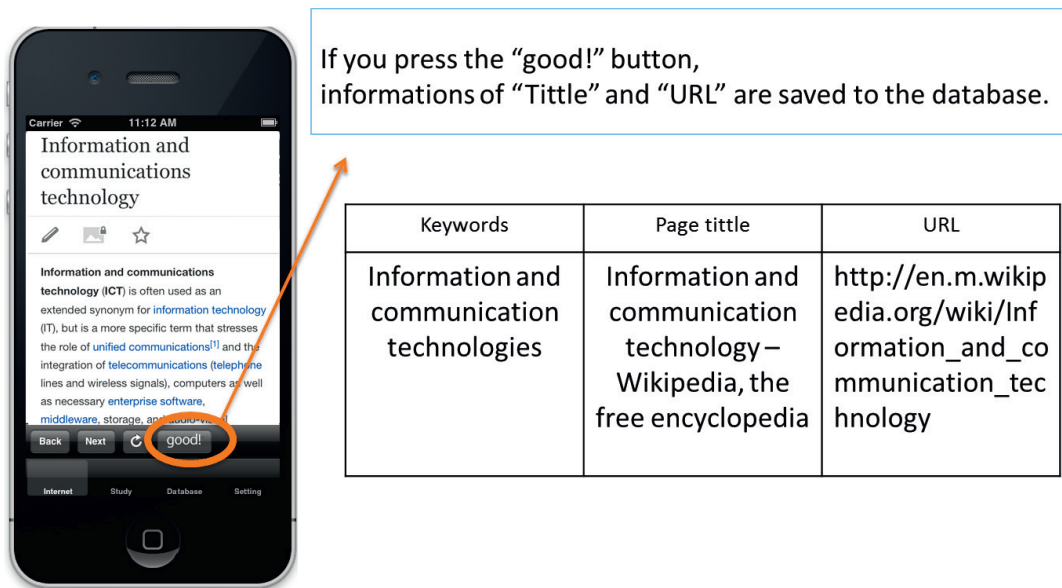 If you press the “good!” button,
informations of “Tittle” and “URL” are saved to the database.
Carrier 11:12 AM
Information and
communications
technology
Information and communications
technology (ICT) is often used as an
extended synonym for information technology
(IT), but is a more specific term that stresses
the role of unified communications[1] and the
integration of telecommunications (telephone
lines and wireless signals), computers as well
as necessary enterprise software,
middleware, storage, and audio-visual
Back Next good!
Internet Study Database Setting
Keywords Page tittle URL
Information and
communication
technologies
Information and
communication
technology –
Wikipedia, the
free encyclopedia
http://en.m.wikip
edia.org/wiki/Inf
ormation_and_co
mmunication_tec
hnology